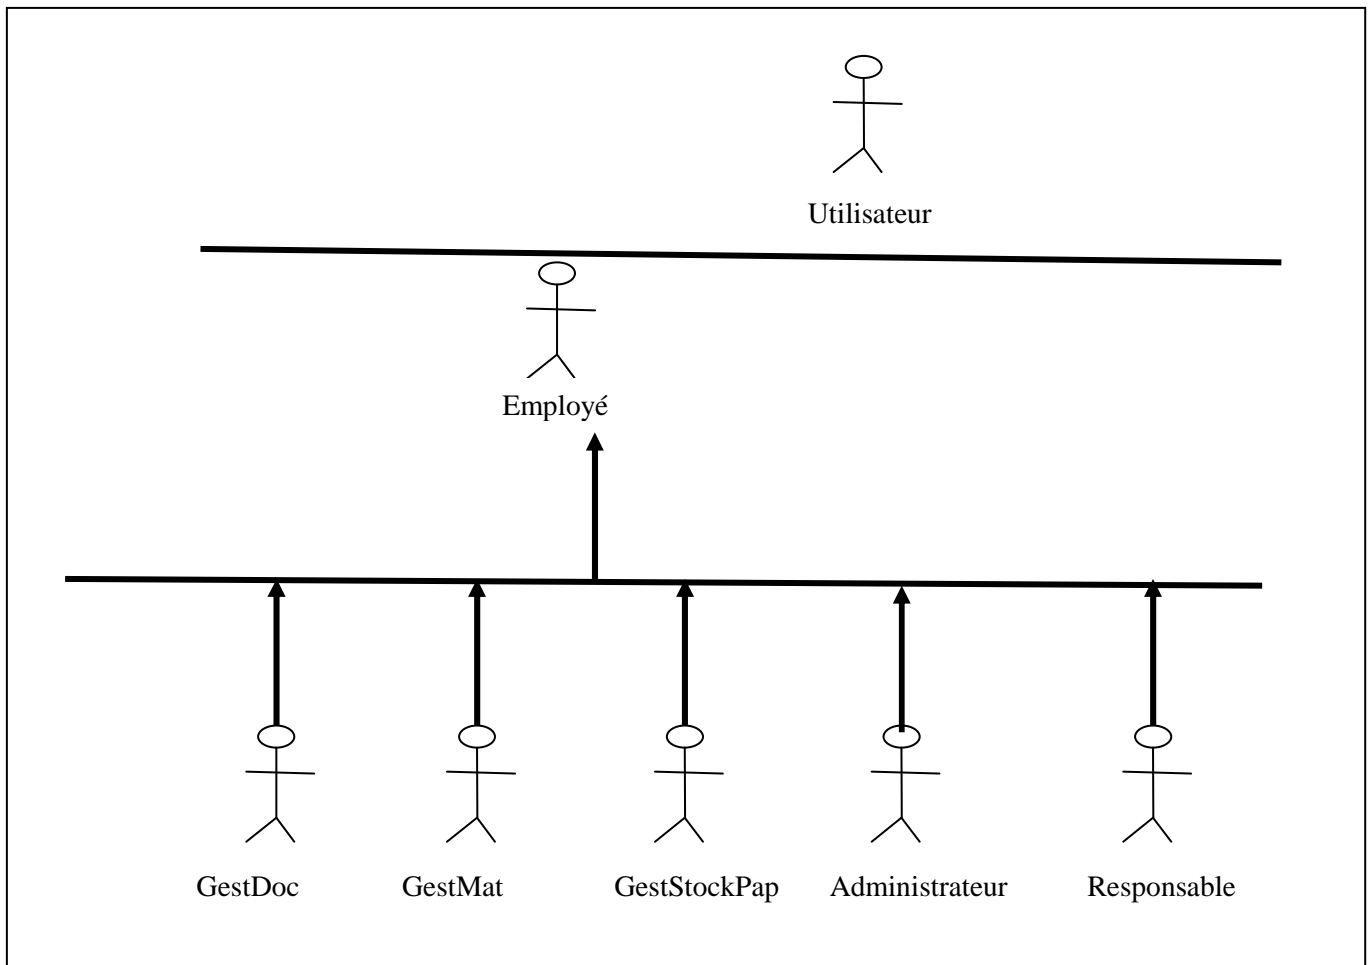 Utilisateur
Employé
GestDoc GestMat GestStockPap Administrateur Responsable